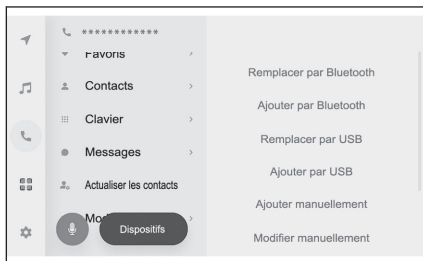 ************
Favoris
Contacts
Clavier
Messages
Actualiser les contacts
Dispositifs
Remplacer par Bluetooth
Ajouter par Bluetooth
Remplacer par USB
Ajouter par USB
Ajouter manuellement
Modifier manuellement